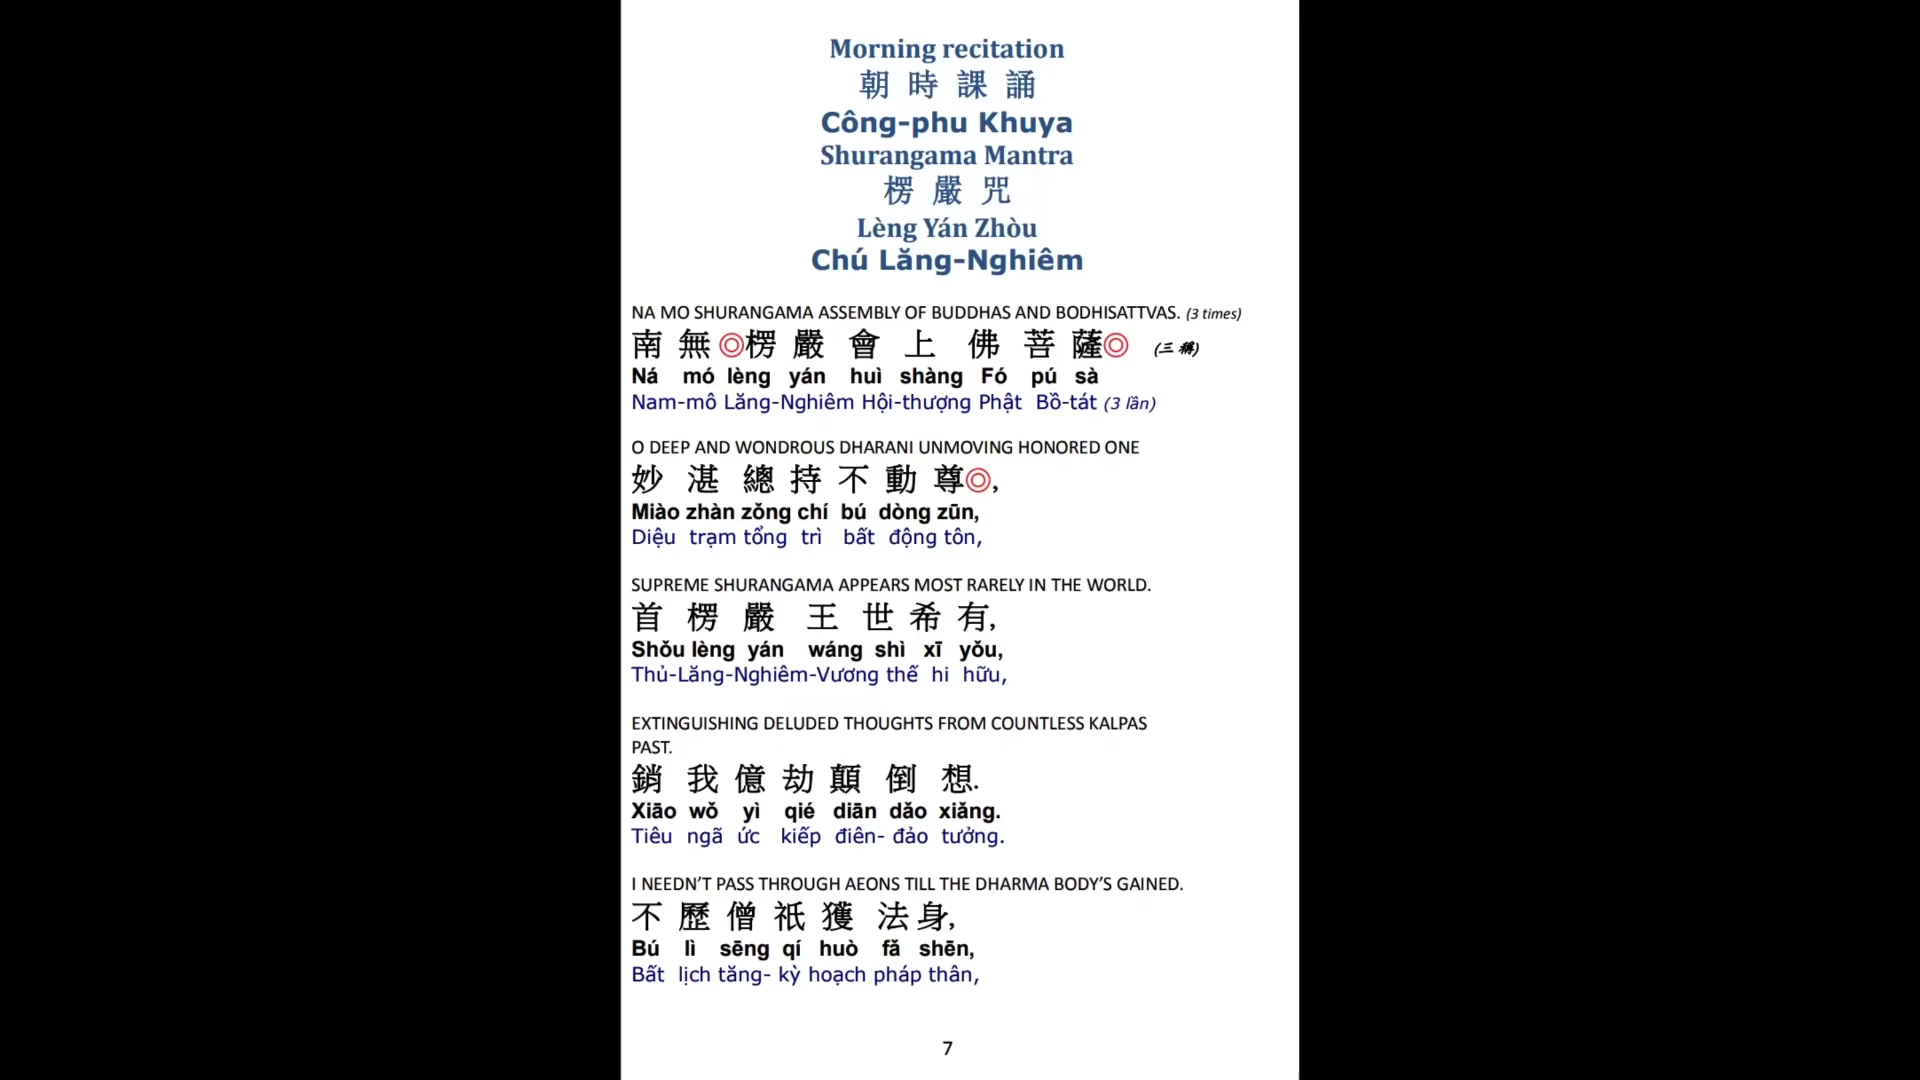 Morning recitation
朝 時 課 誦
Công-phu Khuya
Shurangama Mantra
楞 嚴 咒
Lèng Yán Zhòu
Chú Lăng-Nghiêm
NA MO SHURANGAMA ASSEMBLY OF BUDDHAS AND BODHISATTVAS. (3 times)
南 無 ◎楞 嚴 會 上 佛 菩 薩◎ (三 稱)
Ná mó lèng yán huì shàng Fó pú sà
Nam-mô Lăng-Nghiêm Hội-thượng Phật Bồ-tát (3 lần)
O DEEP AND WONDROUS DHARANI UNMOVING HONORED ONE
妙 湛 總 持 不 動 尊◎,
Miào zhàn zǒng chí bú dòng zūn,
Diệu trạm tổng trì bất động tôn,
SUPREME SHURANGAMA APPEARS MOST RARELY IN THE WORLD.
首 楞 嚴 王 世 希 有,
Shǒu lèng yán wáng shì xī yǒu,
Thủ-Lăng-Nghiêm-Vương thế hi hữu,
EXTINGUISHING DELUDED THOUGHTS FROM COUNTLESS KALPAS
PAST.
銷 我 億 劫 顛 倒 想.
Xiāo wǒ yì qié diān dǎo xiǎng.
Tiêu ngã ức kiếp điên- đảo tưởng.
I NEEDN’T PASS THROUGH AEONS TILL THE DHARMA BODY’S GAINED.
不 歷 僧 祇 獲 法 身,
Bú lì sēng qí huò fǎ shēn,
Bất lịch tăng- kỳ hoạch pháp thân,
7